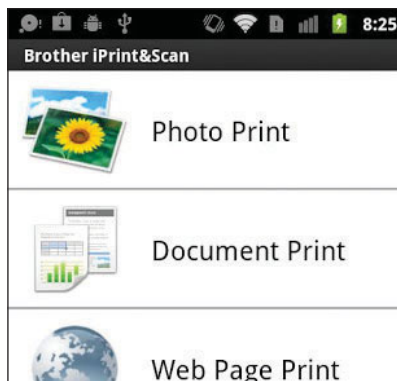 8:25
Brother iPrint&Scan
Photo Print
Document Print
Web Page Print